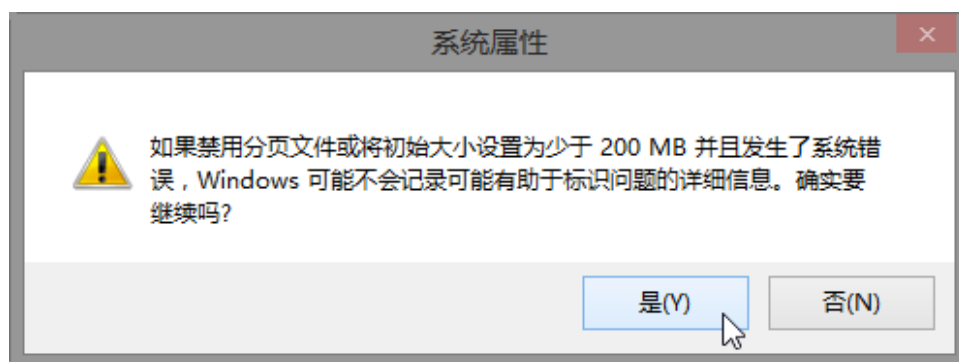 系统属性
如果禁用分页文件或将初始大小设置为少于 200 MB 并且发生了系统错
误，Windows 可能不会记录可能有助于标识问题的详细信息。确实要
继续吗?
是(Y)
否(N)